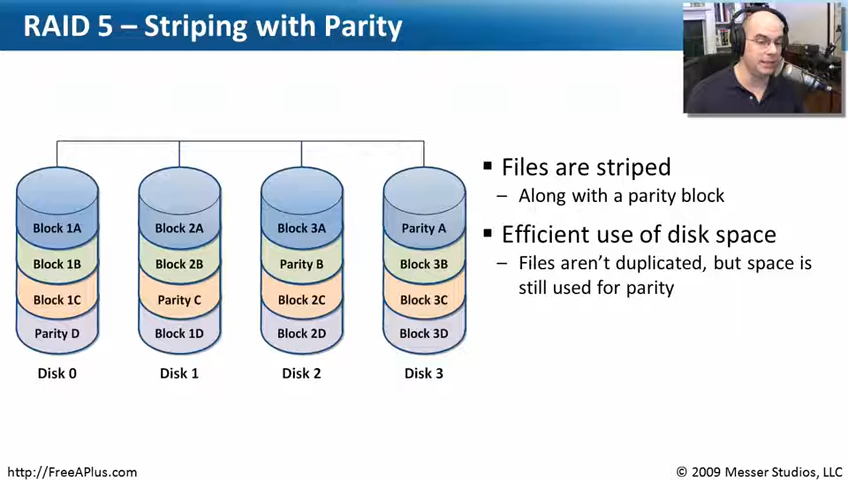 RAID 5 – Striping with Parity
Block 1A
Block 2A
Block 3A
Parity A
Block 1B
Block 2B
Parity B
Block 3B
Block 1C
Parity C
Block 2C
Block 3C
Parity D
Block 1D
Block 2D
Block 3D
Disk 0
Disk 1
Disk 2
Disk 3
▪ Files are striped
– Along with a parity block
▪ Efficient use of disk space
– Files aren’t duplicated, but space is
still used for parity
http://FreeAPlus.com
© 2009 Messer Studios, LLC